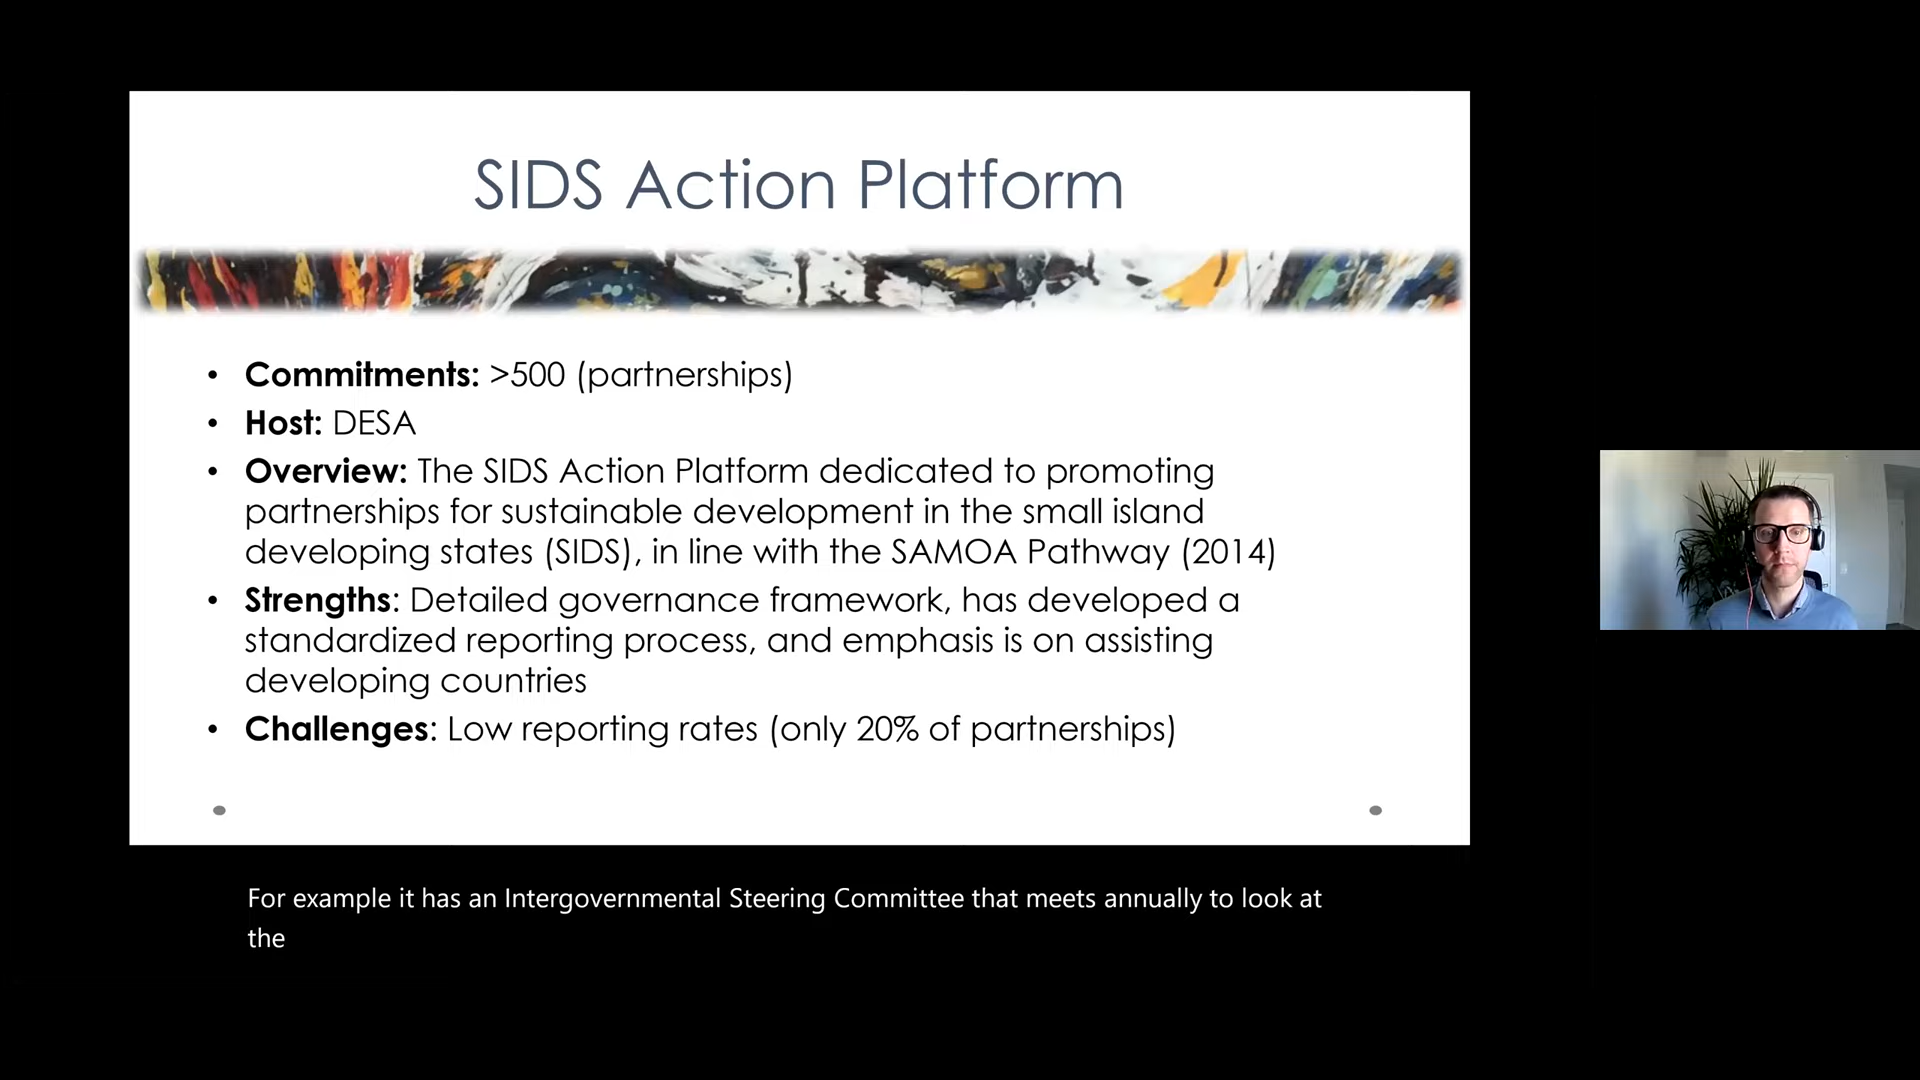 SIDS Action Platform
• Commitments: >500 (partnerships)
• Host: DESA
• Overview: The SIDS Action Platform dedicated to promoting
partnerships for sustainable development in the small island
developing states (SIDS), in line with the SAMOA Pathway (2014)
• Strengths: Detailed governance framework, has developed a
standardized reporting process, and emphasis is on assisting
developing countries
• Challenges: Low reporting rates (only 20% of partnerships)
For example it has an Intergovernmental Steering Committee that meets annually to look at
the